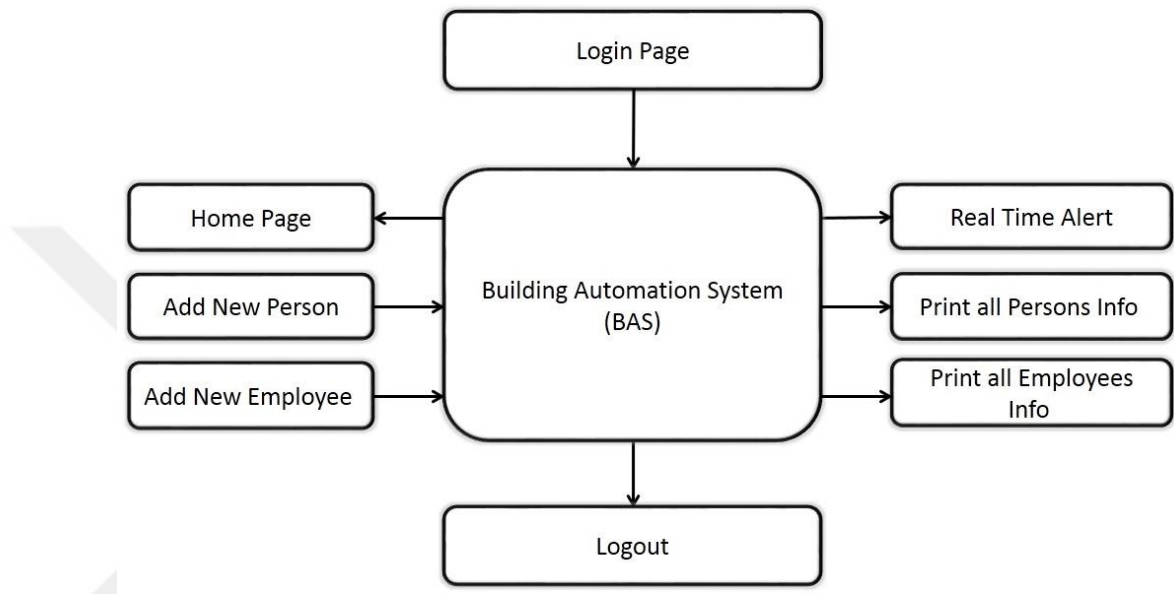 Login Page
Home Page
Real Time Alert
Building Automation System
(BAS)
Add New Person
Print all Persons Info
Add New Employee
Print all Employees
Info
Logout